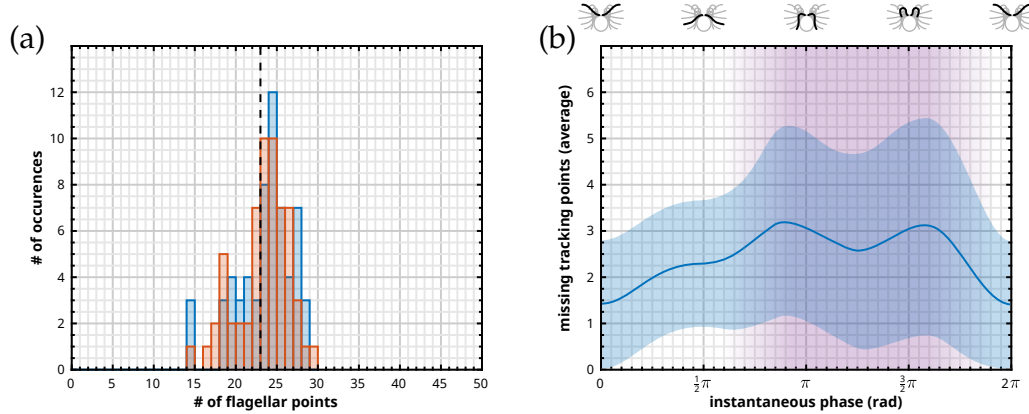 (a)
# of occurences
12
10
8
6
4
2
0
0 5 10 15 20 25 30 35 40 45 50
# of flagellar points
(b)
missing tracking points (average)
6
5
4
3
2
1
0
0 ½π π 3/2π 2π
instantaneous phase (rad)